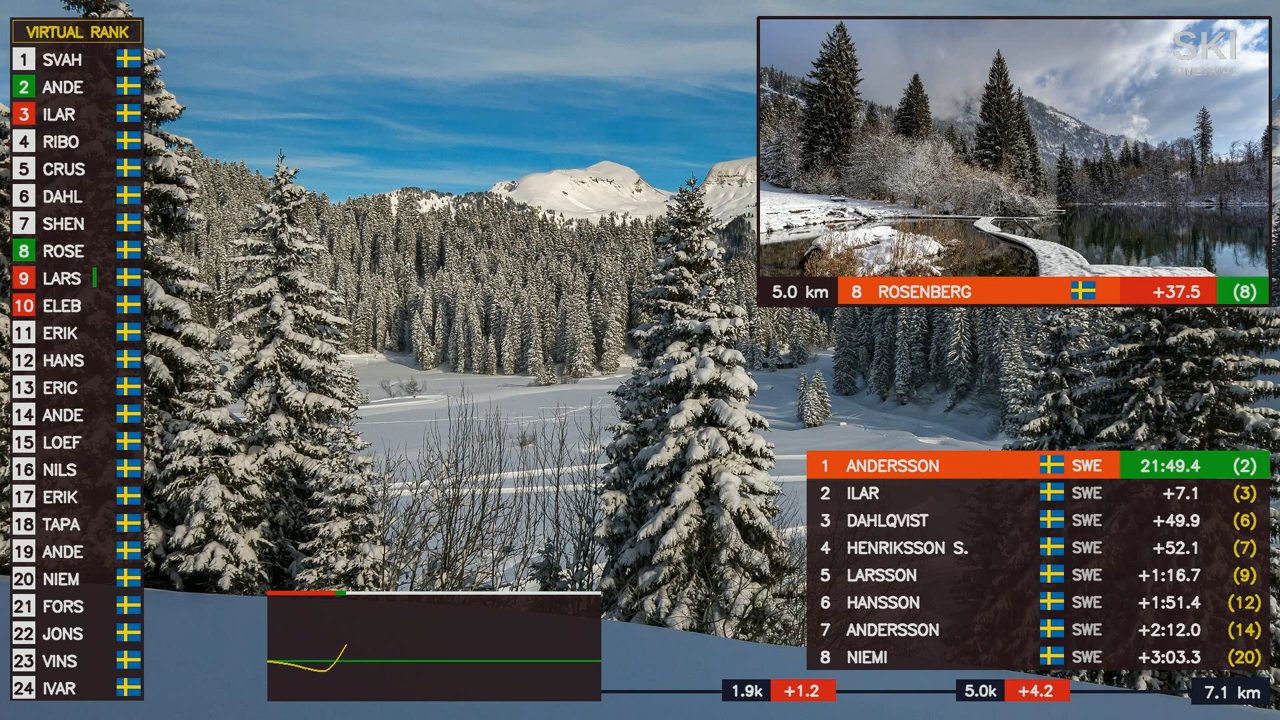 VIRTUAL RANK
1 SVAH
2 ANDE
3 ILAR
4 RIBO
5 CRUS
6 DAHL
7 SHEN
8 ROSE
9 LARS
10 ELEB
11 ERIK
12 HANS
13 ERIC
14 ANDE
15 LOEF
16 NILS
17 ERIK
18 TAPA
19 ANDE
20 NIEM
21 FORS
22 JONS
23 VINS
24 IVAR
SKI
5.0 km 8 ROSENBERG +37.5 (8)
1 ANDERSSON SWE 21:49.4 (2)
2 ILAR SWE +7.1 (3)
3 DAHLQVIST SWE +49.9 (6)
4 HENRIKSSON S. SWE +52.1 (7)
5 LARSSON SWE +1:16.7 (9)
6 HANSSON SWE +1:51.4 (12)
7 ANDERSSON SWE +2:12.0 (14)
8 NIEMI SWE +3:03.3 (20)
1.9k +1.2 5.0k +4.2 7.1 km